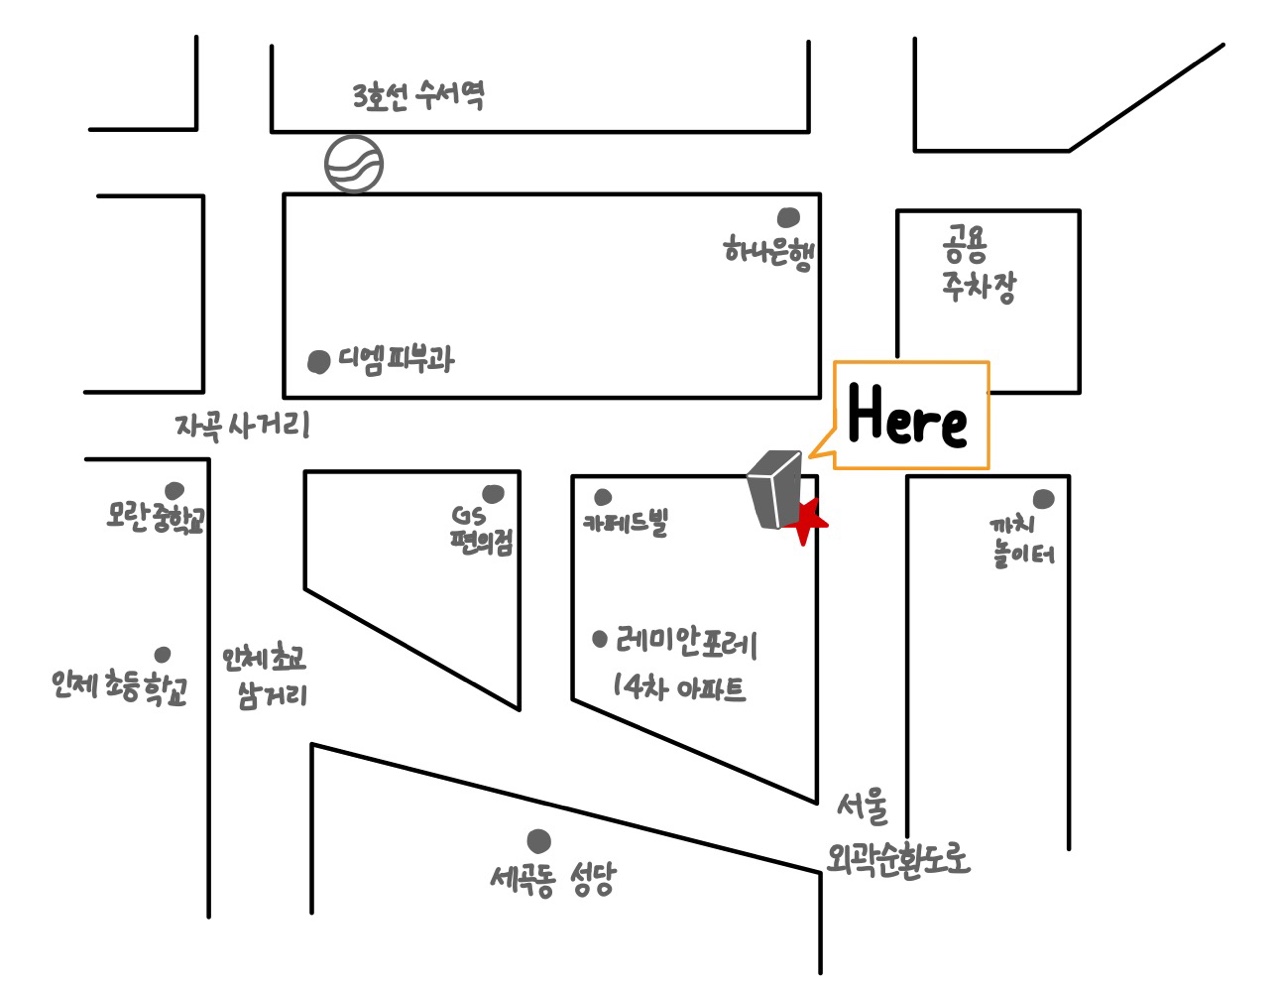 3호선 수서역
하나은행
공용
주차장
디엠피부과
Here
자곡사거리
모란중학교
GS
편의점
카페드빌
까치
놀이터
인제 초등학교
인체초교
삼거리
레미안포레
14차 아파트
서울
외곽순환도로
세곡동 성당